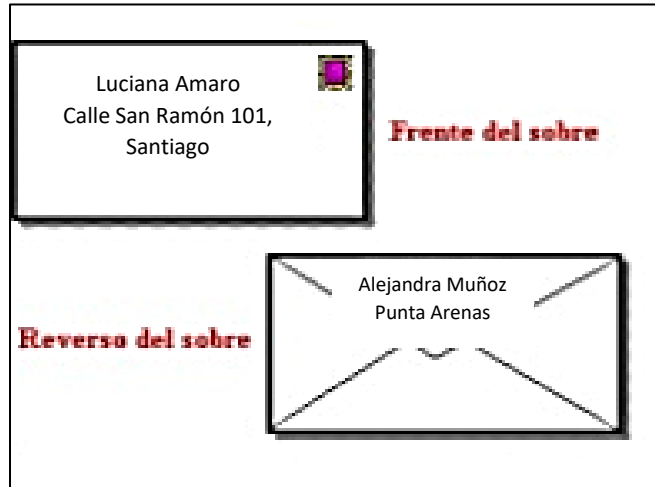 Luciana Amaro
Calle San Ramón 101,
Santiago
Frente del sobre
Alejandra Muñoz
Punta Arenas
Reverso del sobre